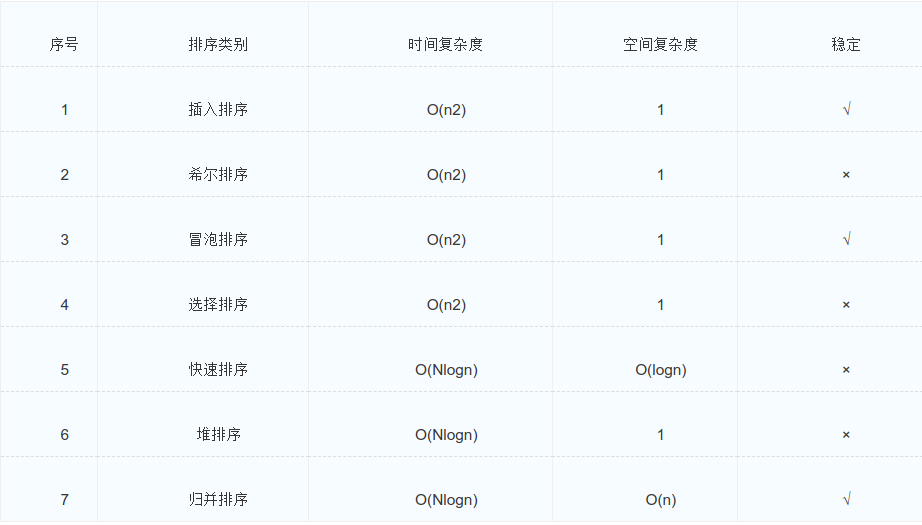 序号 排序类别 时间复杂度 空间复杂度 稳定
1 插入排序 O(n2) 1 √
2 希尔排序 O(n2) 1 ×
3 冒泡排序 O(n2) 1 √
4 选择排序 O(n2) 1 ×
5 快速排序 O(Nlogn) O(logn) ×
6 堆排序 O(Nlogn) 1 ×
7 归并排序 O(Nlogn) O(n) √